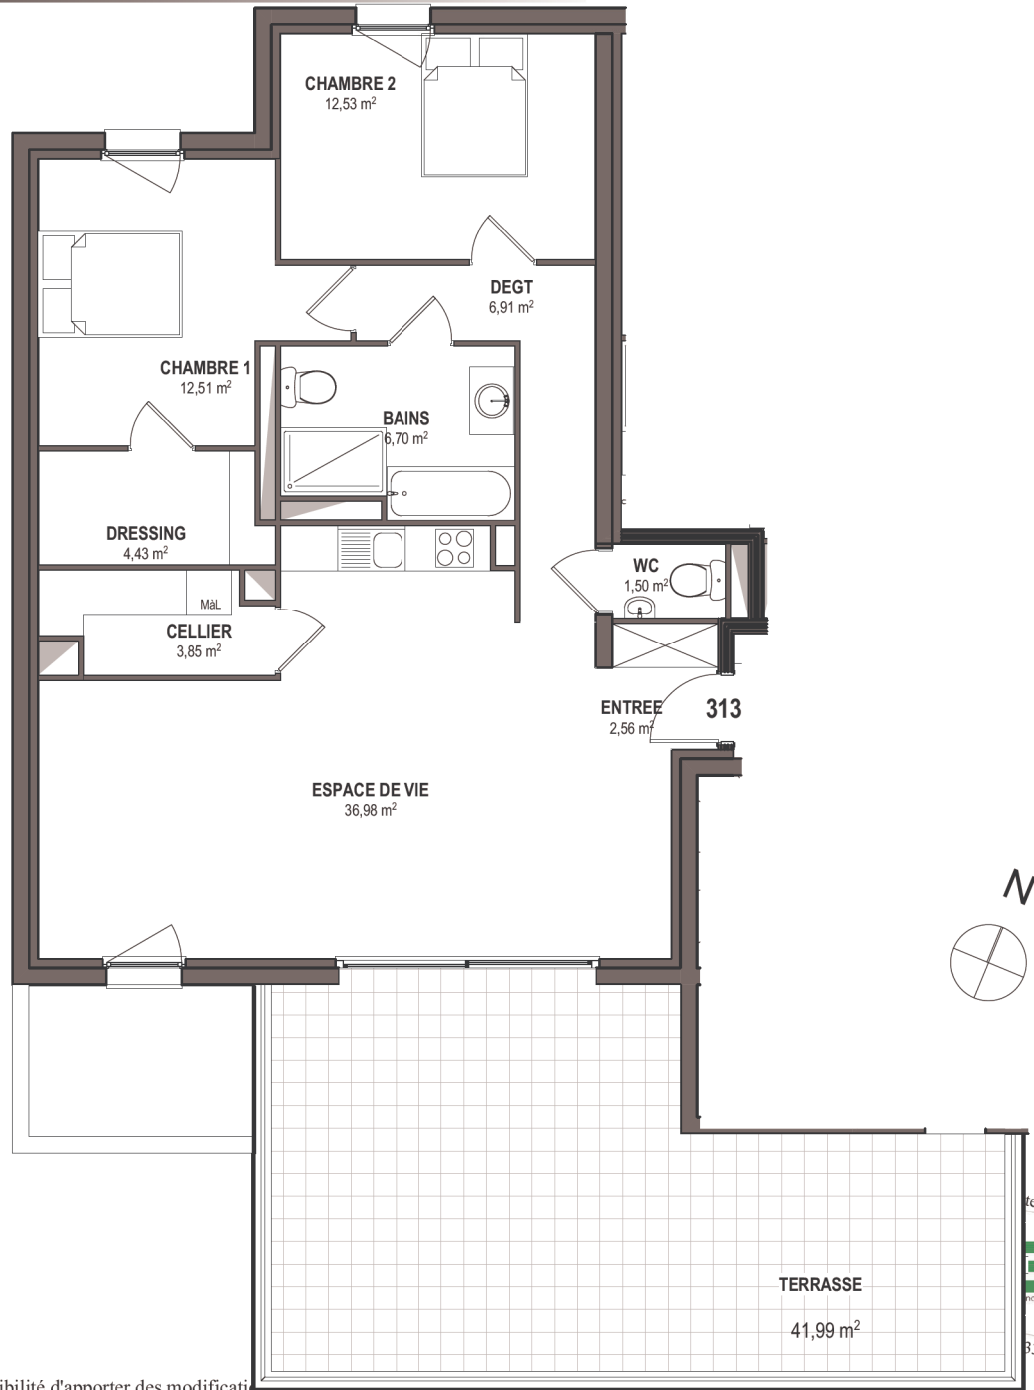 CHAMBRE 2
12,53 m²
DEGT
6,91 m²
CHAMBRE 1
12,51 m²
BAINS
6,70 m²
DRESSING
4,43 m²
WC
1,50 m²
MàL
CELLIER
3,85 m²
ENTREE
2,56 m²
313
ESPACE DE VIE
36,98 m²
N
TERRASSE
41,99 m²
ibilité d'apporter des modificati